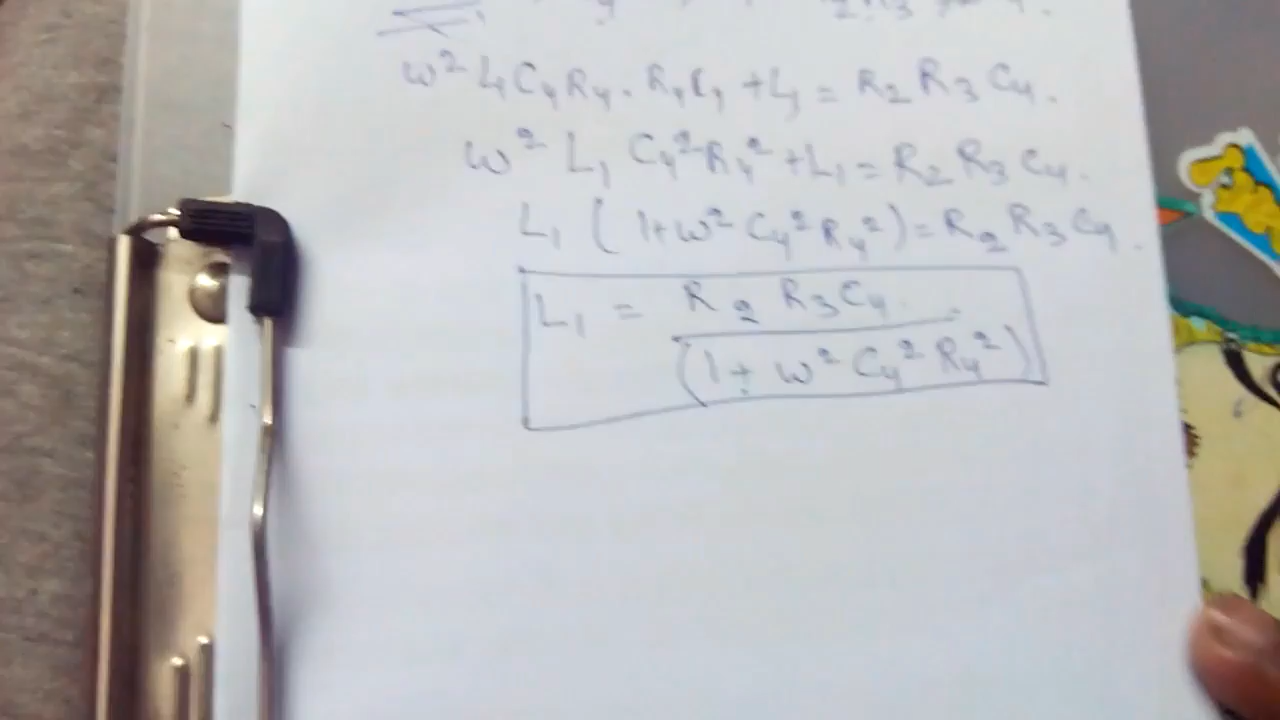 ω² L₁ C₄ R₄ . R₄ C₄ + L₁ = R₂ R₃ C₄.
ω² L₁ C₄² R₄² + L₁ = R₂ R₃ C₄.
L₁ ( 1 + ω² C₄² R₄² ) = R₂ R₃ C₄.
L₁ = R₂ R₃ C₄ / (1 + ω² C₄² R₄²)